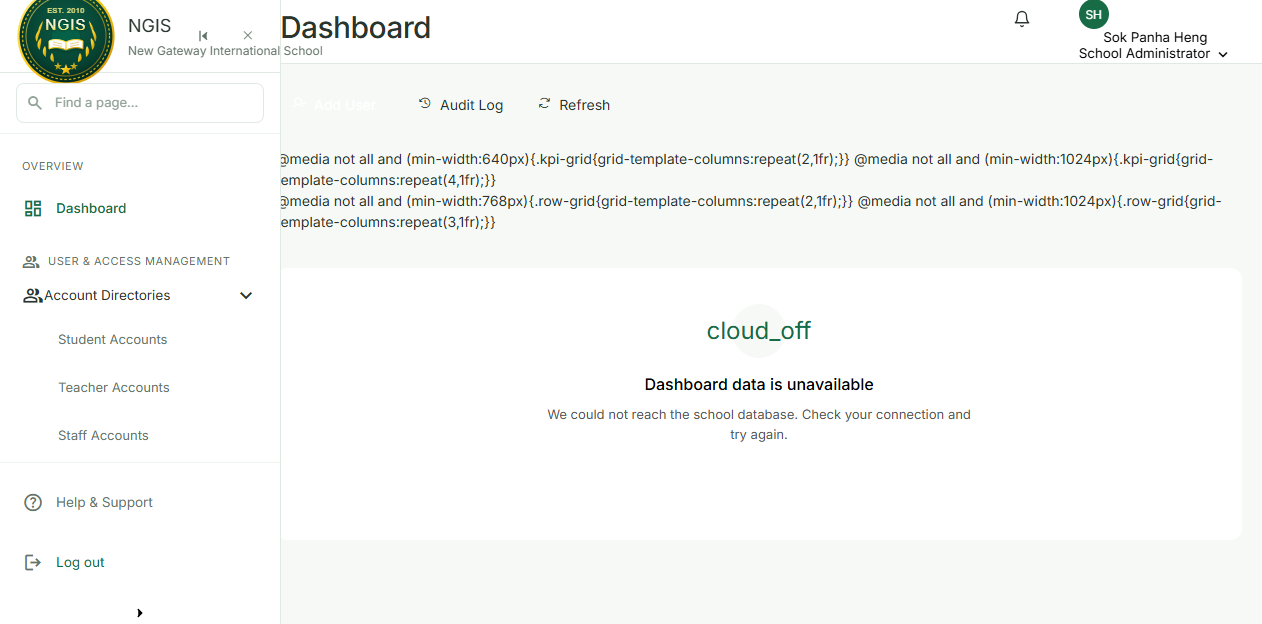 EST. 2010
NGIS
NGIS
New Gateway International School
Dashboard
SH
Sok Panha Heng
School Administrator
Find a page...
Add User
Audit Log
Refresh
@media not all and (min-width:640px){.kpi-grid{grid-template-columns:repeat(2,1fr);}} @media not all and (min-width:1024px){.kpi-grid{grid-
emplate-columns:repeat(4,1fr);}}
@media not all and (min-width:768px){.row-grid{grid-template-columns:repeat(2,1fr);}} @media not all and (min-width:1024px){.row-grid{grid-
emplate-columns:repeat(3,1fr);}}
OVERVIEW
Dashboard
USER & ACCESS MANAGEMENT
Account Directories
Student Accounts
Teacher Accounts
Staff Accounts
Help & Support
Log out
cloud_off
Dashboard data is unavailable
We could not reach the school database. Check your connection and
try again.